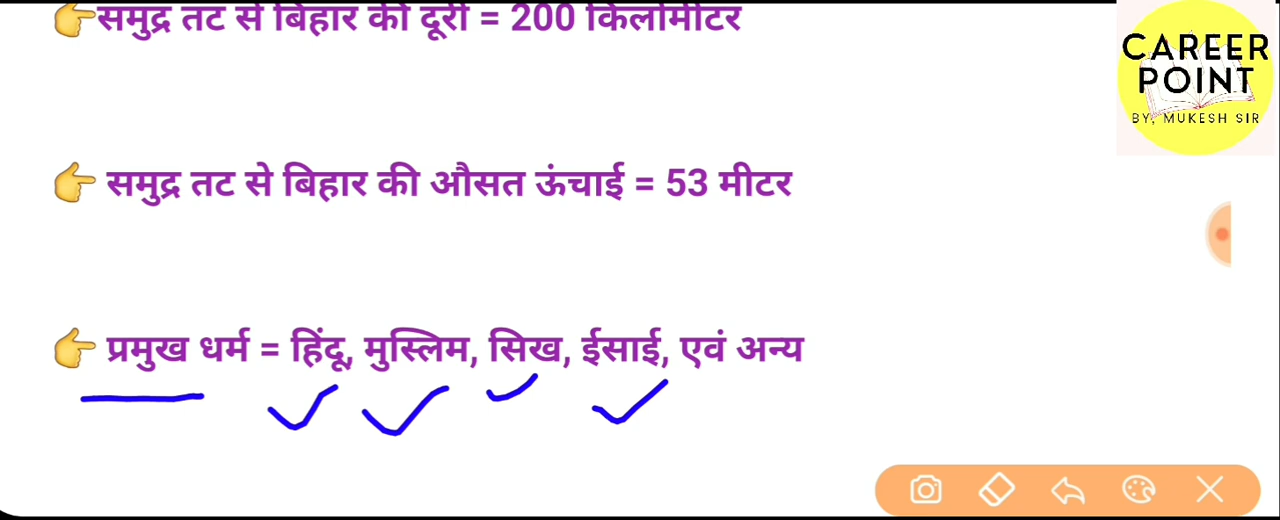 👉समुद्र तट से बिहार की दूरी = 200 किलोमीटर
CAREER
POINT
BY, MUKESH SIR
👉 समुद्र तट से बिहार की औसत ऊंचाई = 53 मीटर
👉 प्रमुख धर्म = हिंदू, मुस्लिम, सिख, ईसाई, एवं अन्य